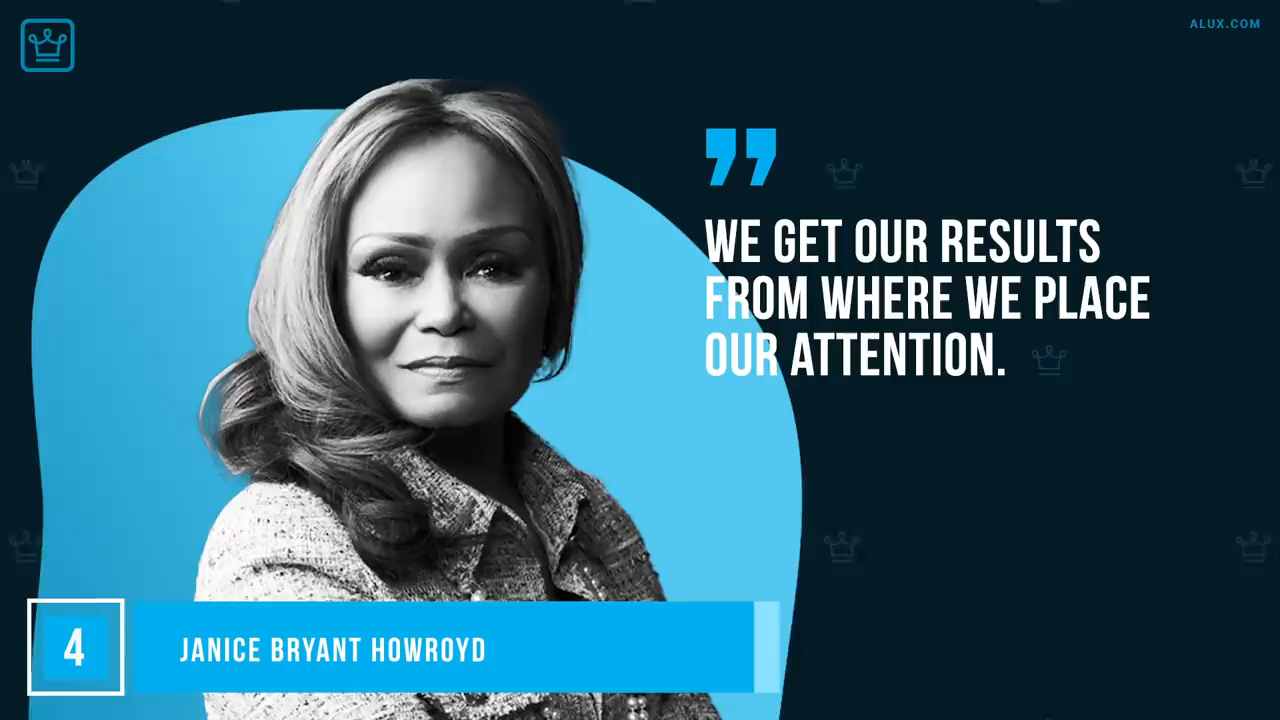 ALUX.COM
”
WE GET OUR RESULTS
FROM WHERE WE PLACE
OUR ATTENTION.
4
JANICE BRYANT HOWROYD